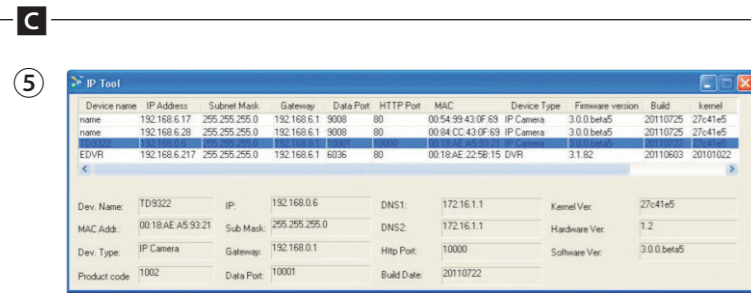 C
5
IP Tool
Device name IP Address Subnet Mask Gateway Data Port HTTP Port MAC Device Type Firmware version Build kernel
name 192.168.6.17 255.255.255.0 192.168.6.1 9008 80 00:54:99:43:0F:69 IP Camera 3.0.0.beta5 20110725 27c41e5
name 192.168.6.28 255.255.255.0 192.168.6.1 9008 80 00:84:CC:43:0F:69 IP Camera 3.0.0.beta5 20110725 27c41e5
TD9322 192.168.0.6 255.255.255.0 192.168.0.1 10001 10000 00:18:AE:A5:93:21 IP Camera 3.0.0.beta5 20110722 27c41e5
EDVR 192.168.6.217 255.255.255.0 192.168.6.1 6036 80 00:18:AE:22:5B:15 DVR 3.1.82 20110603 20101022
Dev. Name: TD9322 IP: 192.168.0.6 DNS1: 172.16.1.1 Kernel Ver: 27c41e5
MAC Addr.: 00:18:AE:A5:93:21 Sub Mask: 255.255.255.0 DNS2: 172.16.1.1 Hardware Ver: 1.2
Dev. Type: IP Camera Gateway: 192.168.0.1 Http Port: 10000 Software Ver: 3.0.0.beta5
Product code 1002 Data Port: 10001 Build Date: 20110722